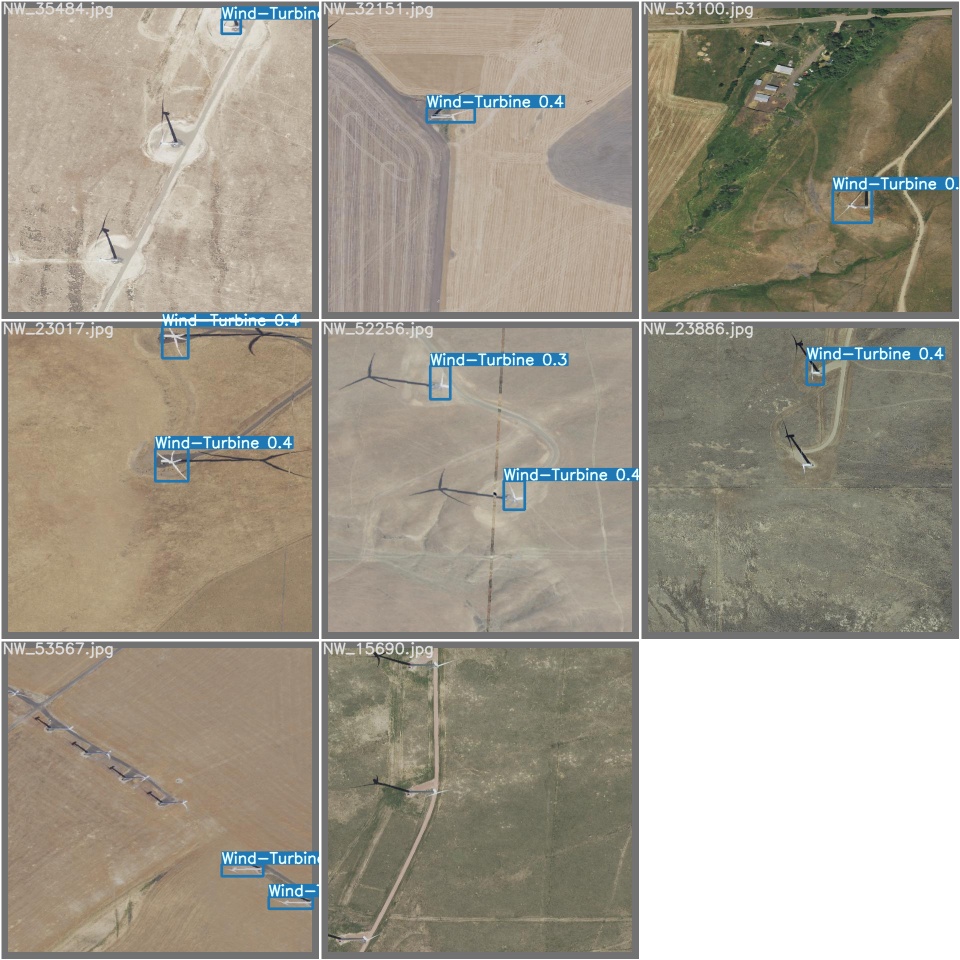 NW_35484.jpg
Wind-Turbine
NW_32151.jpg
Wind-Turbine 0.4
NW_53100.jpg
Wind-Turbine 0.
NW_23017.jpg
Wind-Turbine 0.4
Wind-Turbine 0.4
NW_52256.jpg
Wind-Turbine 0.3
Wind-Turbine 0.4
NW_23886.jpg
Wind-Turbine 0.4
NW_53567.jpg
Wind-Turbine
Wind-T
NW_15690.jpg